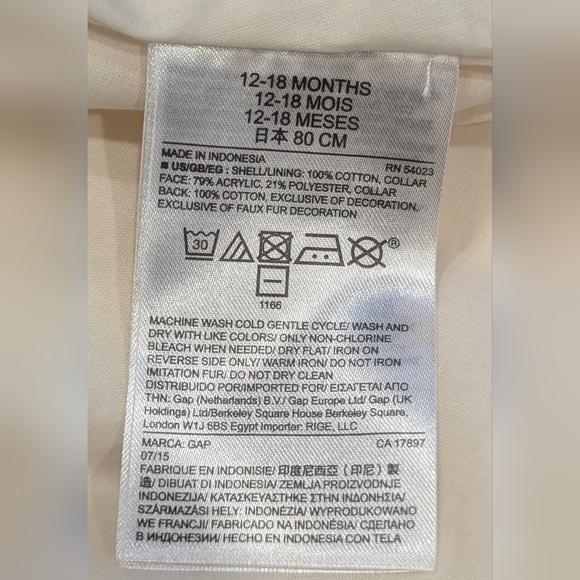 12-18 MONTHS
12-18 MOIS
12-18 MESES
日本 80 CM
MADE IN INDONESIA RN 54023
■ US/GB/EG : SHELL/LINING: 100% COTTON, COLLAR
FACE: 79% ACRYLIC, 21% POLYESTER, COLLAR
BACK: 100% COTTON, EXCLUSIVE OF DECORATION,
EXCLUSIVE OF FAUX FUR DECORATION
30 ®
1166
MACHINE WASH COLD GENTLE CYCLE/ WASH AND
DRY WITH LIKE COLORS/ ONLY NON-CHLORINE
BLEACH WHEN NEEDED/ DRY FLAT/ IRON ON
REVERSE SIDE ONLY/ WARM IRON/ DO NOT IRON
IMITATION FUR/ DO NOT DRY CLEAN
DISTRIBUIDO POR/IMPORTED FOR/ ΕΙΣΑΓΕΤΑΙ ΑΠΟ
ΤΗΝ: Gap (Netherlands) B.V./ Gap Europe Ltd/ Gap (UK
Holdings) Ltd/Berkeley Square House Berkeley Square,
London W1J 6BS Egypt Importer: RIGE, LLC
MARCA: GAP CA 17897
07/15
FABRIQUE EN INDONISIE/ 印度尼西亞 (印尼) 製
造/ DIBUAT DI INDONESIA/ ZEMLJA PROIZVODNJE
INDONEZIJA/ ΚΑΤΑΣΚΕΥΑΣΤΗΚΕ ΣΤΗΝ ΙΝΔΟΝΗΣΙΑ/
SZÁRMAZÁSI HELY: INDONÉZIA/ WYPRODUKOWANO
WE FRANCJI/ FABRICADO NA INDONÉSIA/ СДЕЛАНО
В ИНДОНЕЗИИ/ HECHO EN INDONESIA CON TELA